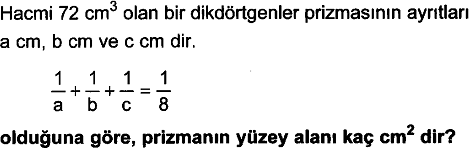 Hacmi 72 cm³ olan bir dikdörtgenler prizmasının ayrıtları
a cm, b cm ve c cm dir.
1/a + 1/b + 1/c = 1/8
olduğuna göre, prizmanın yüzey alanı kaç cm² dir?